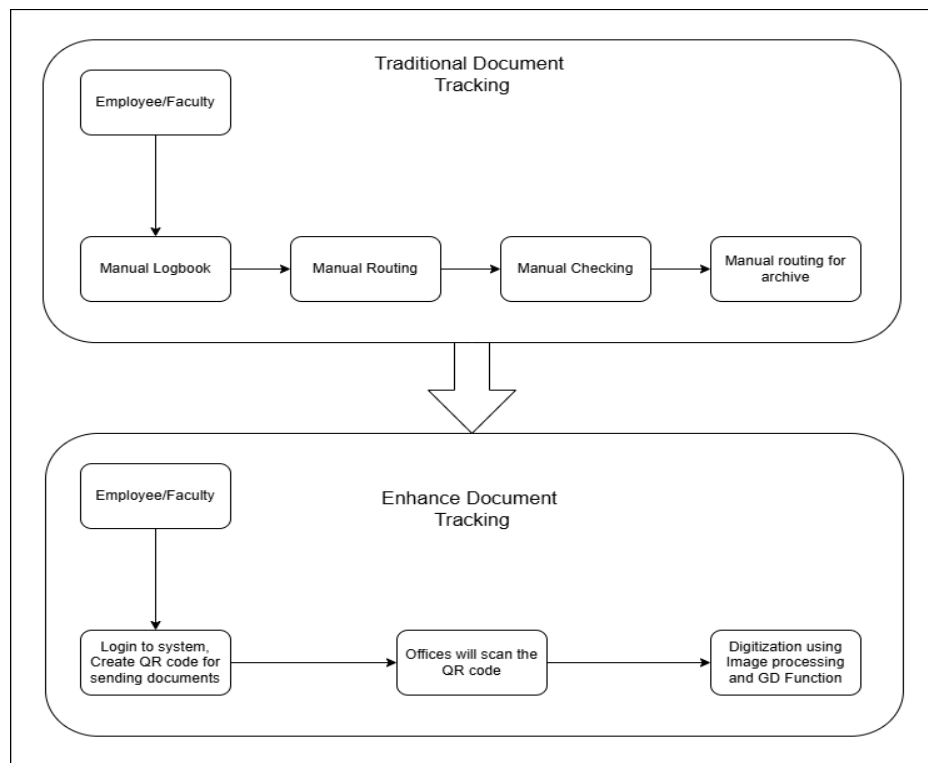 Traditional Document
Tracking
Employee/Faculty
Manual Logbook
Manual Routing
Manual Checking
Manual routing for
archive
Enhance Document
Tracking
Employee/Faculty
Login to system,
Create QR code for
sending documents
Offices will scan the
QR code
Digitization using
Image processing
and GD Function